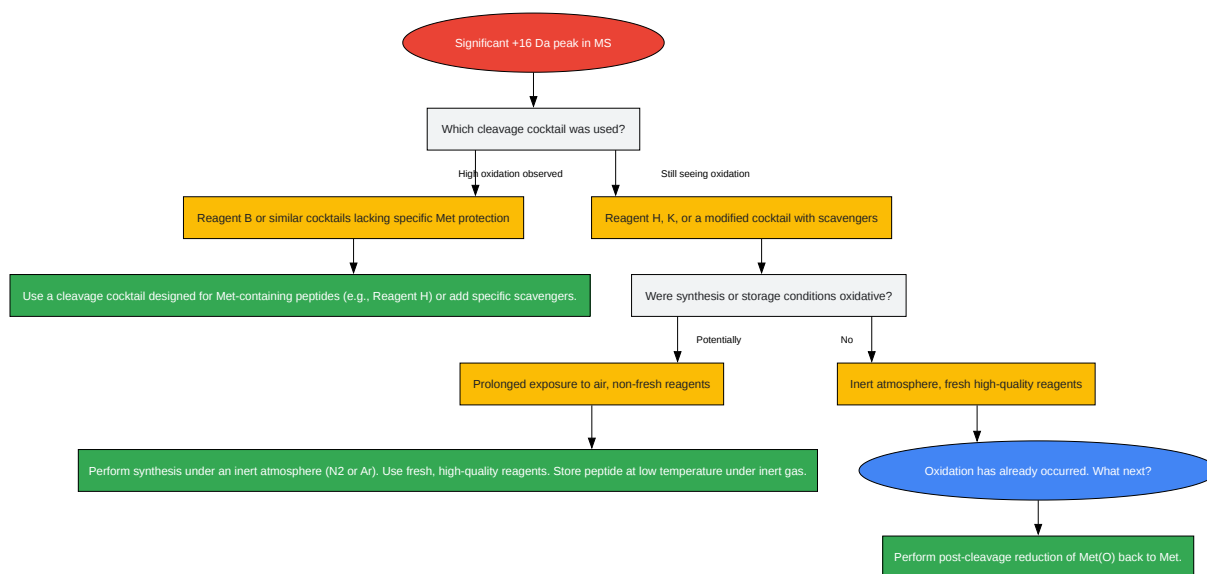 Significant +16 Da peak in MS
Which cleavage cocktail was used?
High oxidation observed
Still seeing oxidation
Reagent B or similar cocktails lacking specific Met protection
Reagent H, K, or a modified cocktail with scavengers
Use a cleavage cocktail designed for Met-containing peptides (e.g., Reagent H) or add specific scavengers.
Were synthesis or storage conditions oxidative?
Potentially
No
Prolonged exposure to air, non-fresh reagents
Inert atmosphere, fresh high-quality reagents
Perform synthesis under an inert atmosphere (N2 or Ar). Use fresh, high-quality reagents. Store peptide at low temperature under inert gas.
Oxidation has already occurred. What next?
Perform post-cleavage reduction of Met(O) back to Met.